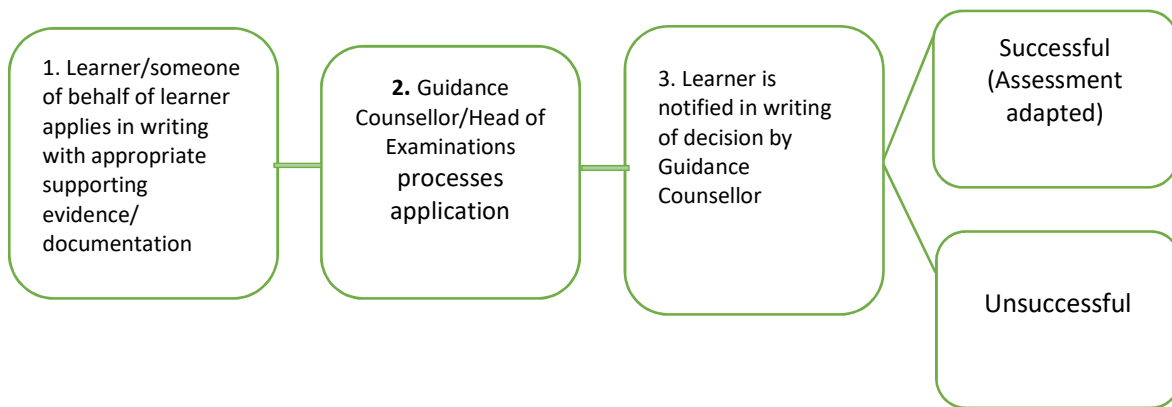 1. Learner/someone
of behalf of learner
applies in writing
with appropriate
supporting
evidence/
documentation
2. Guidance
Counsellor/Head of
Examinations
processes
application
3. Learner is
notified in writing
of decision by
Guidance
Counsellor
Successful
(Assessment
adapted)
Unsuccessful